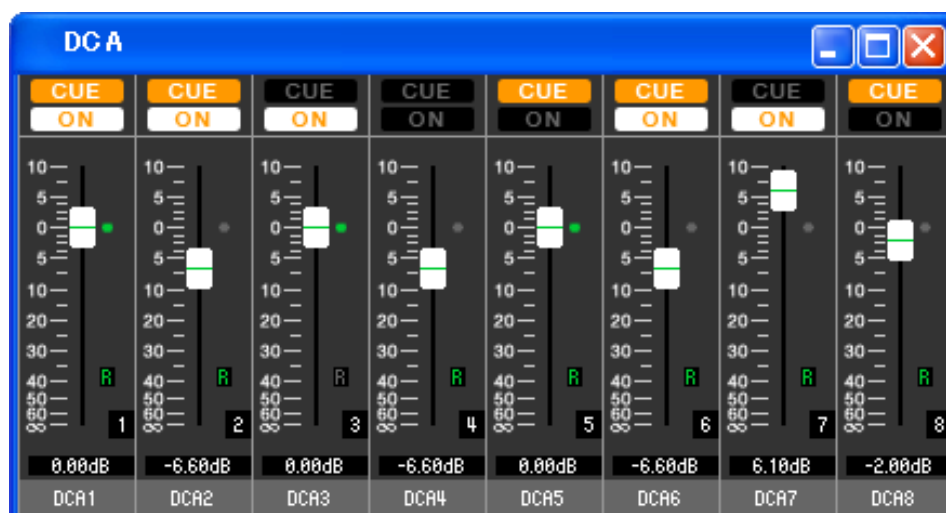 DCA
CUE CUE CUE CUE CUE CUE CUE CUE
ON ON ON ON ON ON ON ON
10 10 10 10 10 10 10 10
5 5 5 5 5 5 5 5
0 0 0 0 0 0 0 0
5 5 5 5 5 5 5 5
10 10 10 10 10 10 10 10
20 20 20 20 20 20 20 20
30 30 30 30 30 30 30 30
40 R 40 R 40 R 40 R 40 R 40 R 40 R 40 R
50 50 50 50 50 50 50 50
60 1 60 2 60 3 60 4 60 5 60 6 60 7 60 8
∞ ∞ ∞ ∞ ∞ ∞ ∞ ∞
0.00dB -6.60dB 0.00dB -6.60dB 0.00dB -6.60dB 6.10dB -2.00dB
DCA1 DCA2 DCA3 DCA4 DCA5 DCA6 DCA7 DCA8